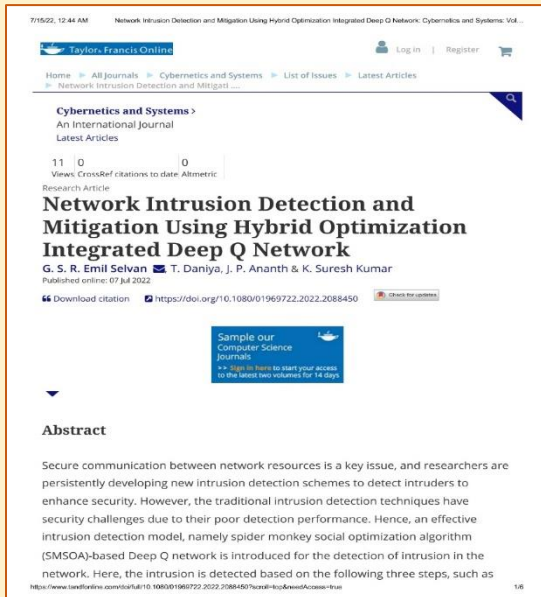 7/15/22, 12:44 AM Network Intrusion Detection and Mitigation Using Hybrid Optimization Integrated Deep Q Network: Cybernetics and Systems: Vol...
Taylor & Francis Online
Log in | Register
Home All Journals Cybernetics and Systems List of Issues Latest Articles
Network Intrusion Detection and Mitigati ....
Cybernetics and Systems >
An International Journal
Latest Articles
11 0 0
Views CrossRef citations to date Altmetric
Research Article
Network Intrusion Detection and
Mitigation Using Hybrid Optimization
Integrated Deep Q Network
G. S. R. Emil Selvan, T. Daniya, J. P. Ananth & K. Suresh Kumar
Published online: 07 Jul 2022
Download citation https://doi.org/10.1080/01969722.2022.2088450 Check for updates
Sample our
Computer Science
Journals
>> Sign in here to start your access
to the latest two volumes for 14 days
Abstract
Secure communication between network resources is a key issue, and researchers are
persistently developing new intrusion detection schemes to detect intruders to
enhance security. However, the traditional intrusion detection techniques have
security challenges due to their poor detection performance. Hence, an effective
intrusion detection model, namely spider monkey social optimization algorithm
(SMSOA)-based Deep Q network is introduced for the detection of intrusion in the
network. Here, the intrusion is detected based on the following three steps, such as
https://www.tandfonline.com/doi/full/10.1080/01969722.2022.2088450?scroll=top&needAccess=true 1/6